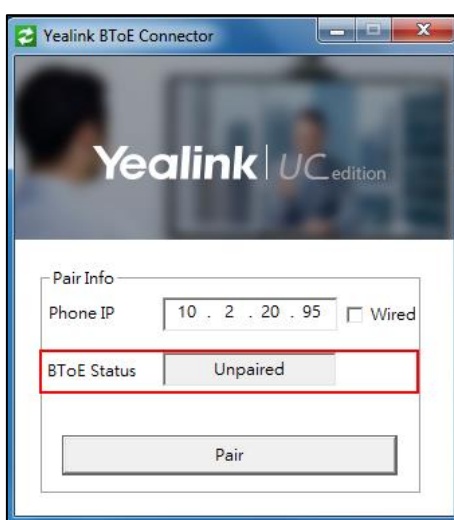 Yealink BToE Connector
Yealink | UC edition
Pair Info
Phone IP 10 . 2 . 20 . 95 Wired
BToE Status Unpaired
Pair